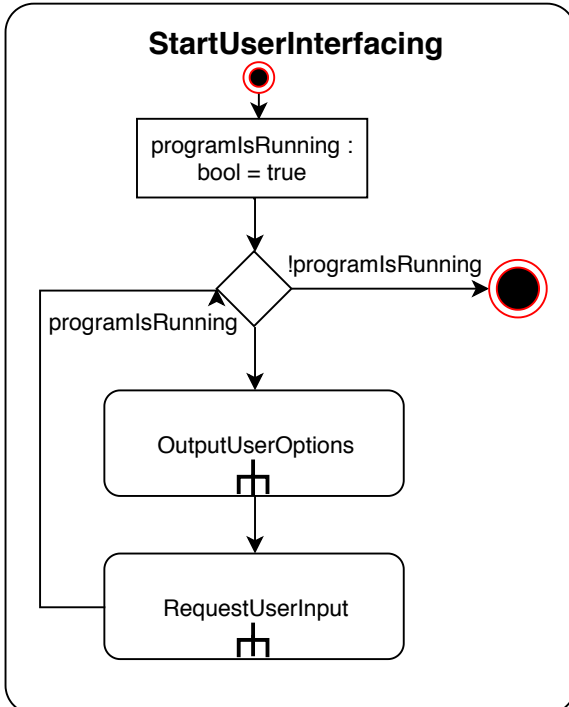 StartUserInterfacing
programIsRunning :
bool = true
!programIsRunning
programIsRunning
OutputUserOptions
RequestUserInput